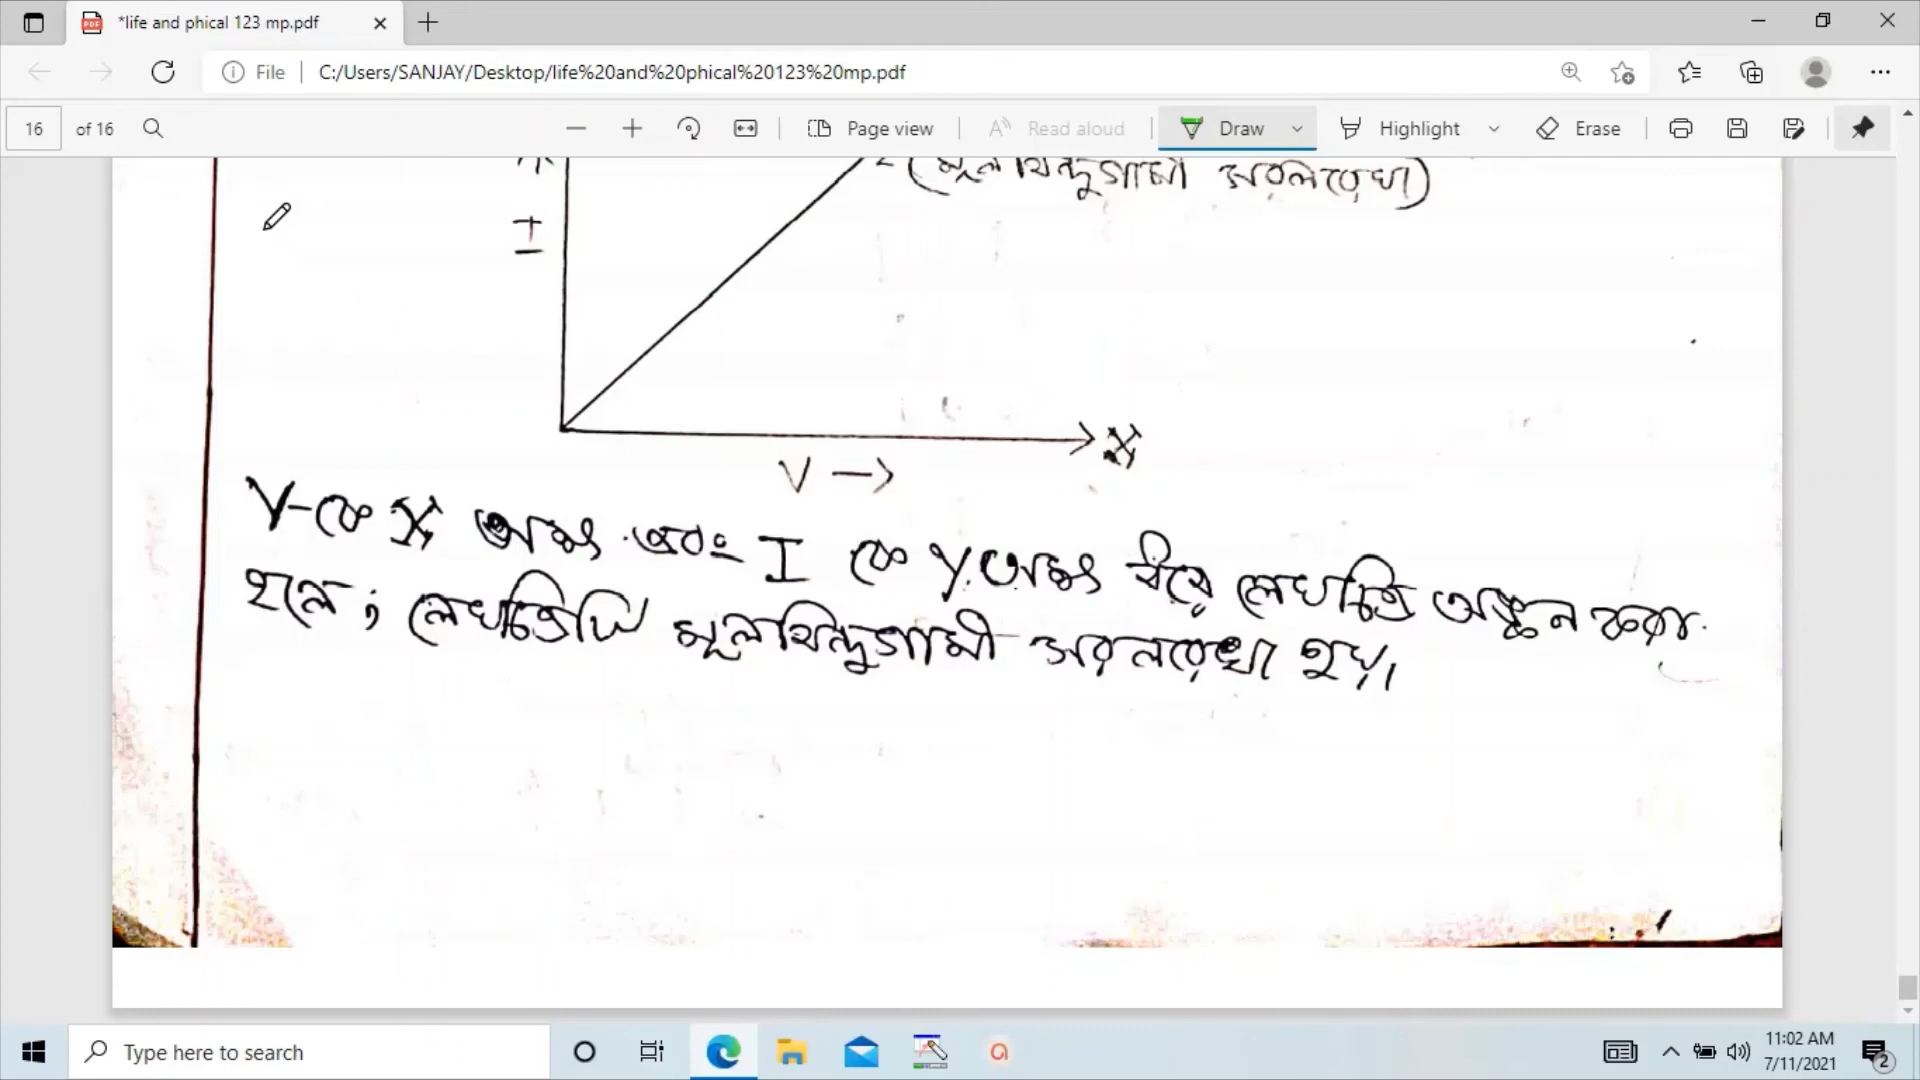 *life and phical 123 mp.pdf
File C:/Users/SANJAY/Desktop/life%20and%20phical%20123%20mp.pdf
16 of 16 Page view Read aloud Draw Highlight Erase
(মূলবিন্দুগামী সরলরেখা)
I
X
V →
V-কে X অক্ষ এবং I কে Y অক্ষ ধরে লেখচিত্র অঙ্কন করা
হলে, লেখচিত্রটি মূলবিন্দুগামী সরলরেখা হয়।
Type here to search
11:02 AM
7/11/2021
2